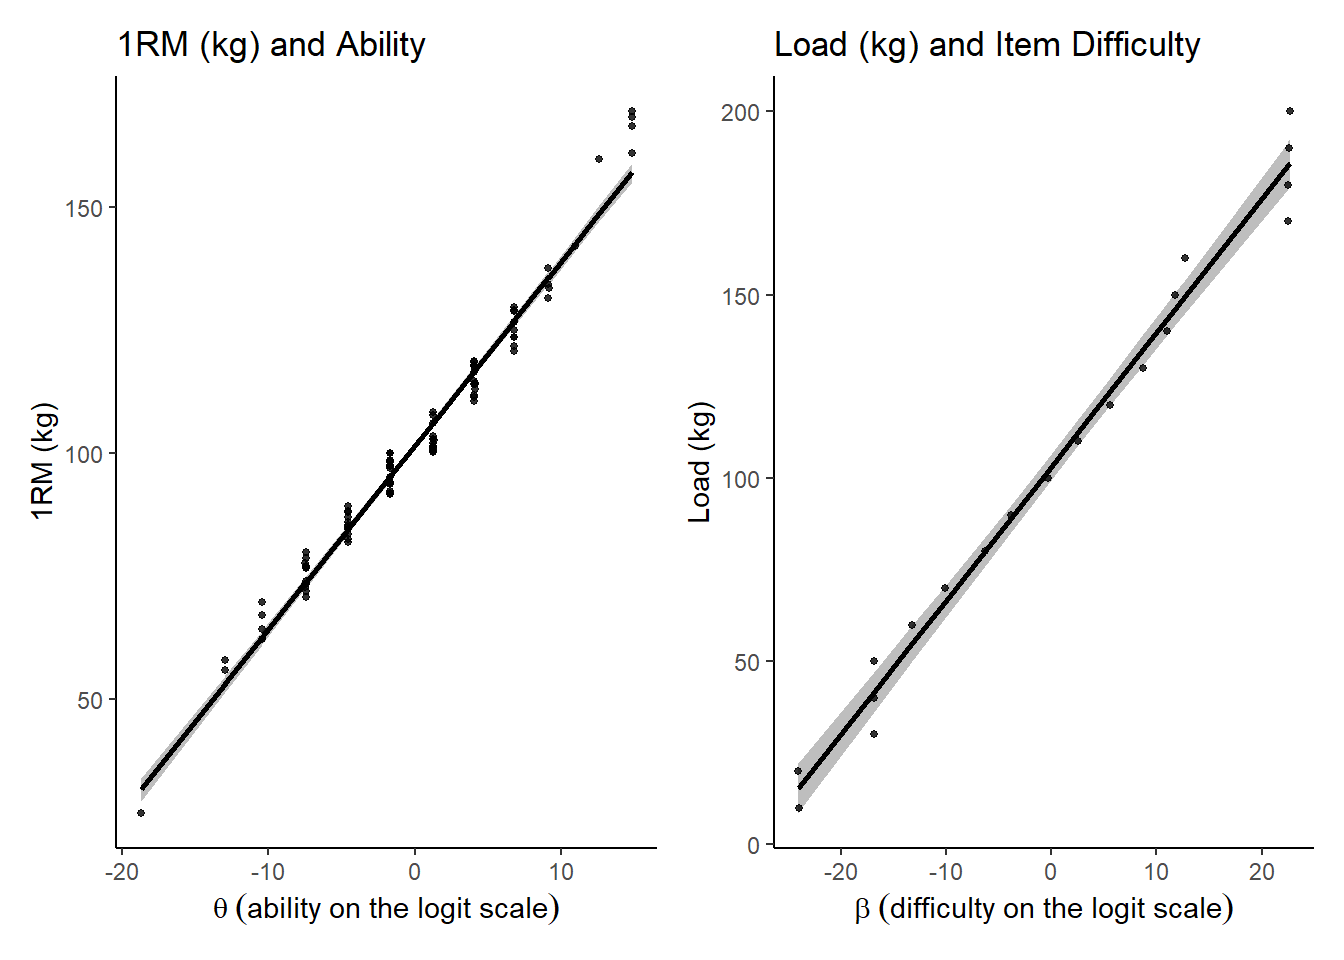 1RM (kg) and Ability
1RM (kg)
150
100
50
-20
-10
0
10
θ (ability on the logit scale)
Load (kg) and Item Difficulty
Load (kg)
200
150
100
50
0
-20
-10
0
10
20
β (difficulty on the logit scale)